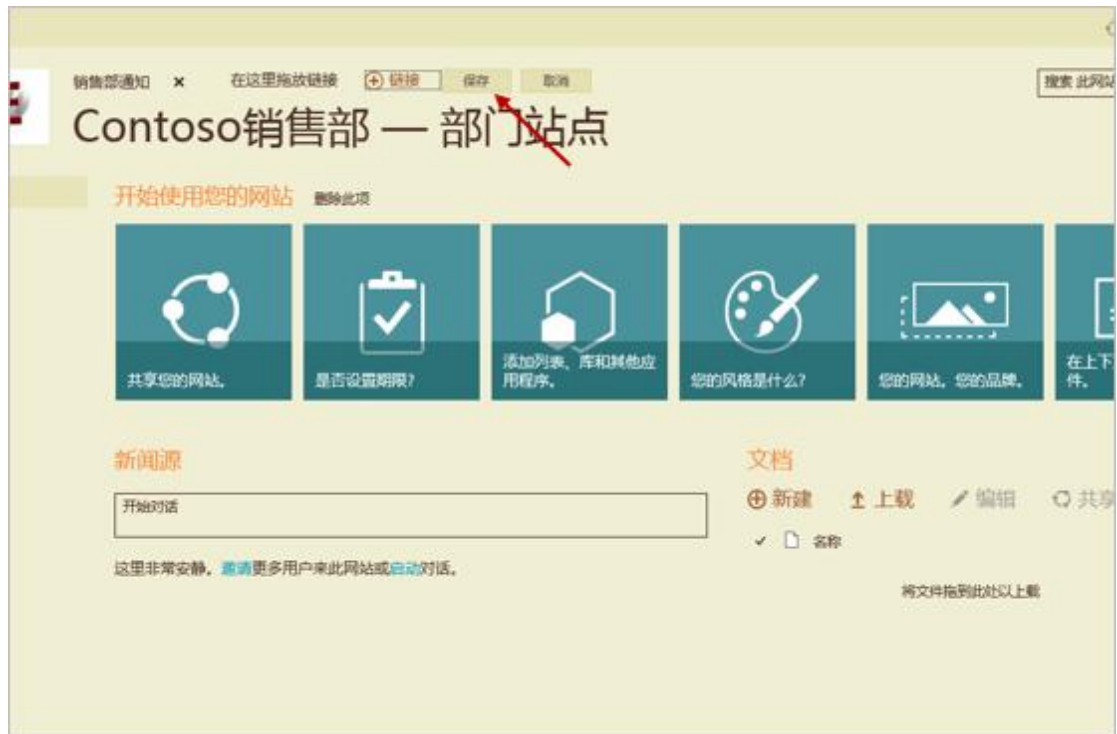 销售部通知 × 在这里拖放链接 链接 保存 取消
搜索 此网站
Contoso销售部 — 部门站点
开始使用您的网站 删除此项
共享您的网站。
是否设置期限?
添加列表、库和其他应
用程序。
您的风格是什么?
您的网站。您的品牌。
在上下
件。
新闻源
开始对话
这里非常安静。邀请更多用户来此网站或启动对话。
文档
新建 上载 编辑 共享
名称
将文件拖到此处以上载